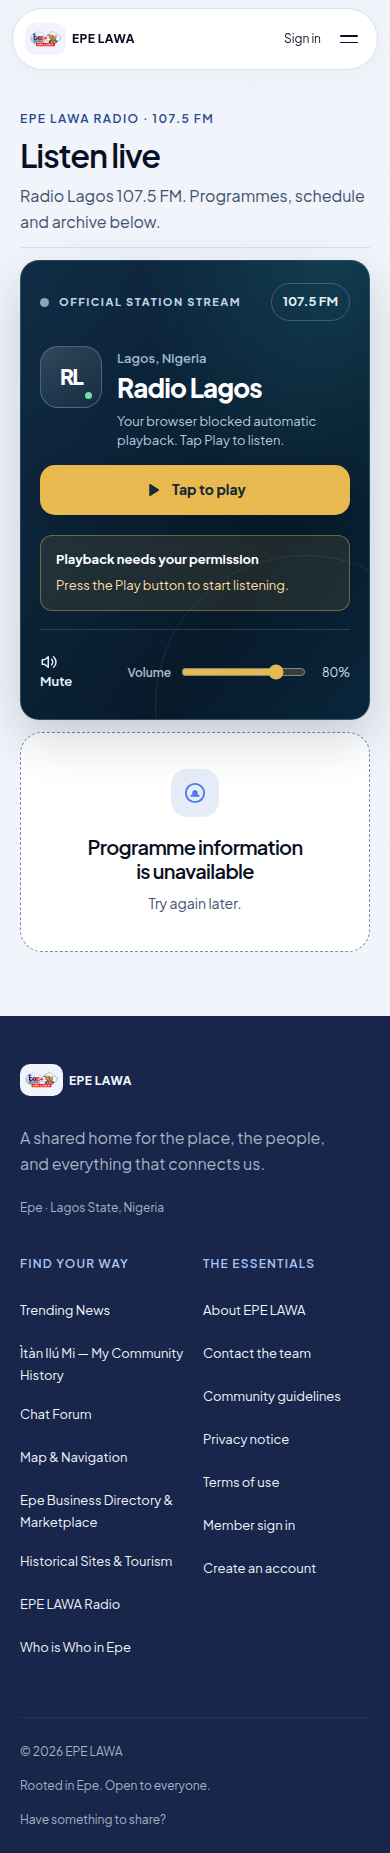 EPE LAWA
Sign in
EPE LAWA RADIO · 107.5 FM
Listen live
Radio Lagos 107.5 FM. Programmes, schedule
and archive below.
OFFICIAL STATION STREAM
107.5 FM
RL
Lagos, Nigeria
Radio Lagos
Your browser blocked automatic
playback. Tap Play to listen.
Tap to play
Playback needs your permission
Press the Play button to start listening.
Mute
Volume
80%
Programme information
is unavailable
Try again later.
EPE LAWA
A shared home for the place, the people,
and everything that connects us.
Epe · Lagos State, Nigeria
FIND YOUR WAY
Trending News
Ìtàn Ilú Mi — My Community
History
Chat Forum
Map & Navigation
Epe Business Directory &
Marketplace
Historical Sites & Tourism
EPE LAWA Radio
Who is Who in Epe
THE ESSENTIALS
About EPE LAWA
Contact the team
Community guidelines
Privacy notice
Terms of use
Member sign in
Create an account
© 2026 EPE LAWA
Rooted in Epe. Open to everyone.
Have something to share?